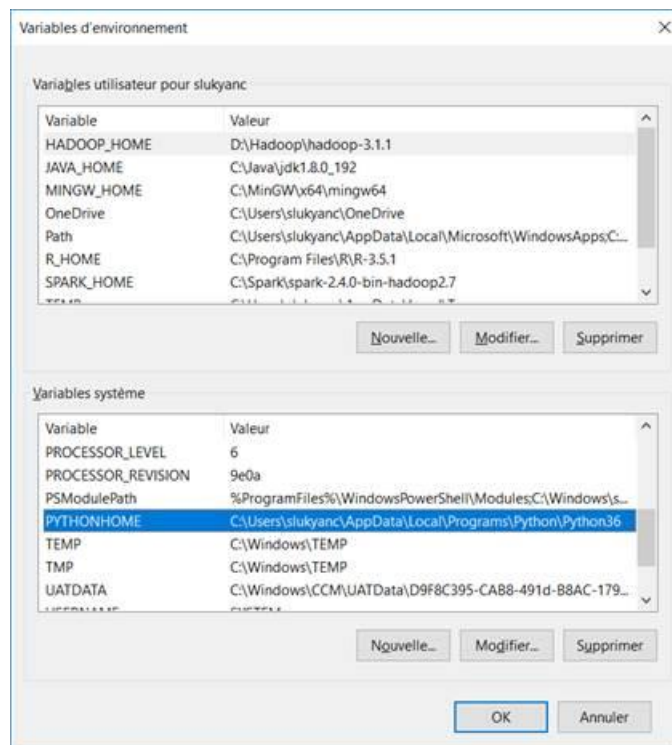 Variables d'environnement
Variables utilisateur pour slukyanc
Variable Valeur
HADOOP_HOME D:\Hadoop\hadoop-3.1.1
JAVA_HOME C:\Java\jdk1.8.0_192
MINGW_HOME C:\MinGW\x64\mingw64
OneDrive C:\Users\slukyanc\OneDrive
Path C:\Users\slukyanc\AppData\Local\Microsoft\WindowsApps;C:...
R_HOME C:\Program Files\R\R-3.5.1
SPARK_HOME C:\Spark\spark-2.4.0-bin-hadoop2.7
Nouvelle... Modifier... Supprimer
Variables système
Variable Valeur
PROCESSOR_LEVEL 6
PROCESSOR_REVISION 9e0a
PSModulePath %ProgramFiles%\WindowsPowerShell\Modules;C:\Windows\s...
PYTHONHOME C:\Users\slukyanc\AppData\Local\Programs\Python\Python36
TEMP C:\Windows\TEMP
TMP C:\Windows\TEMP
UATDATA C:\Windows\CCM\UATData\D9F8C395-CAB8-491d-B8AC-179...
Nouvelle... Modifier... Supprimer
OK Annuler